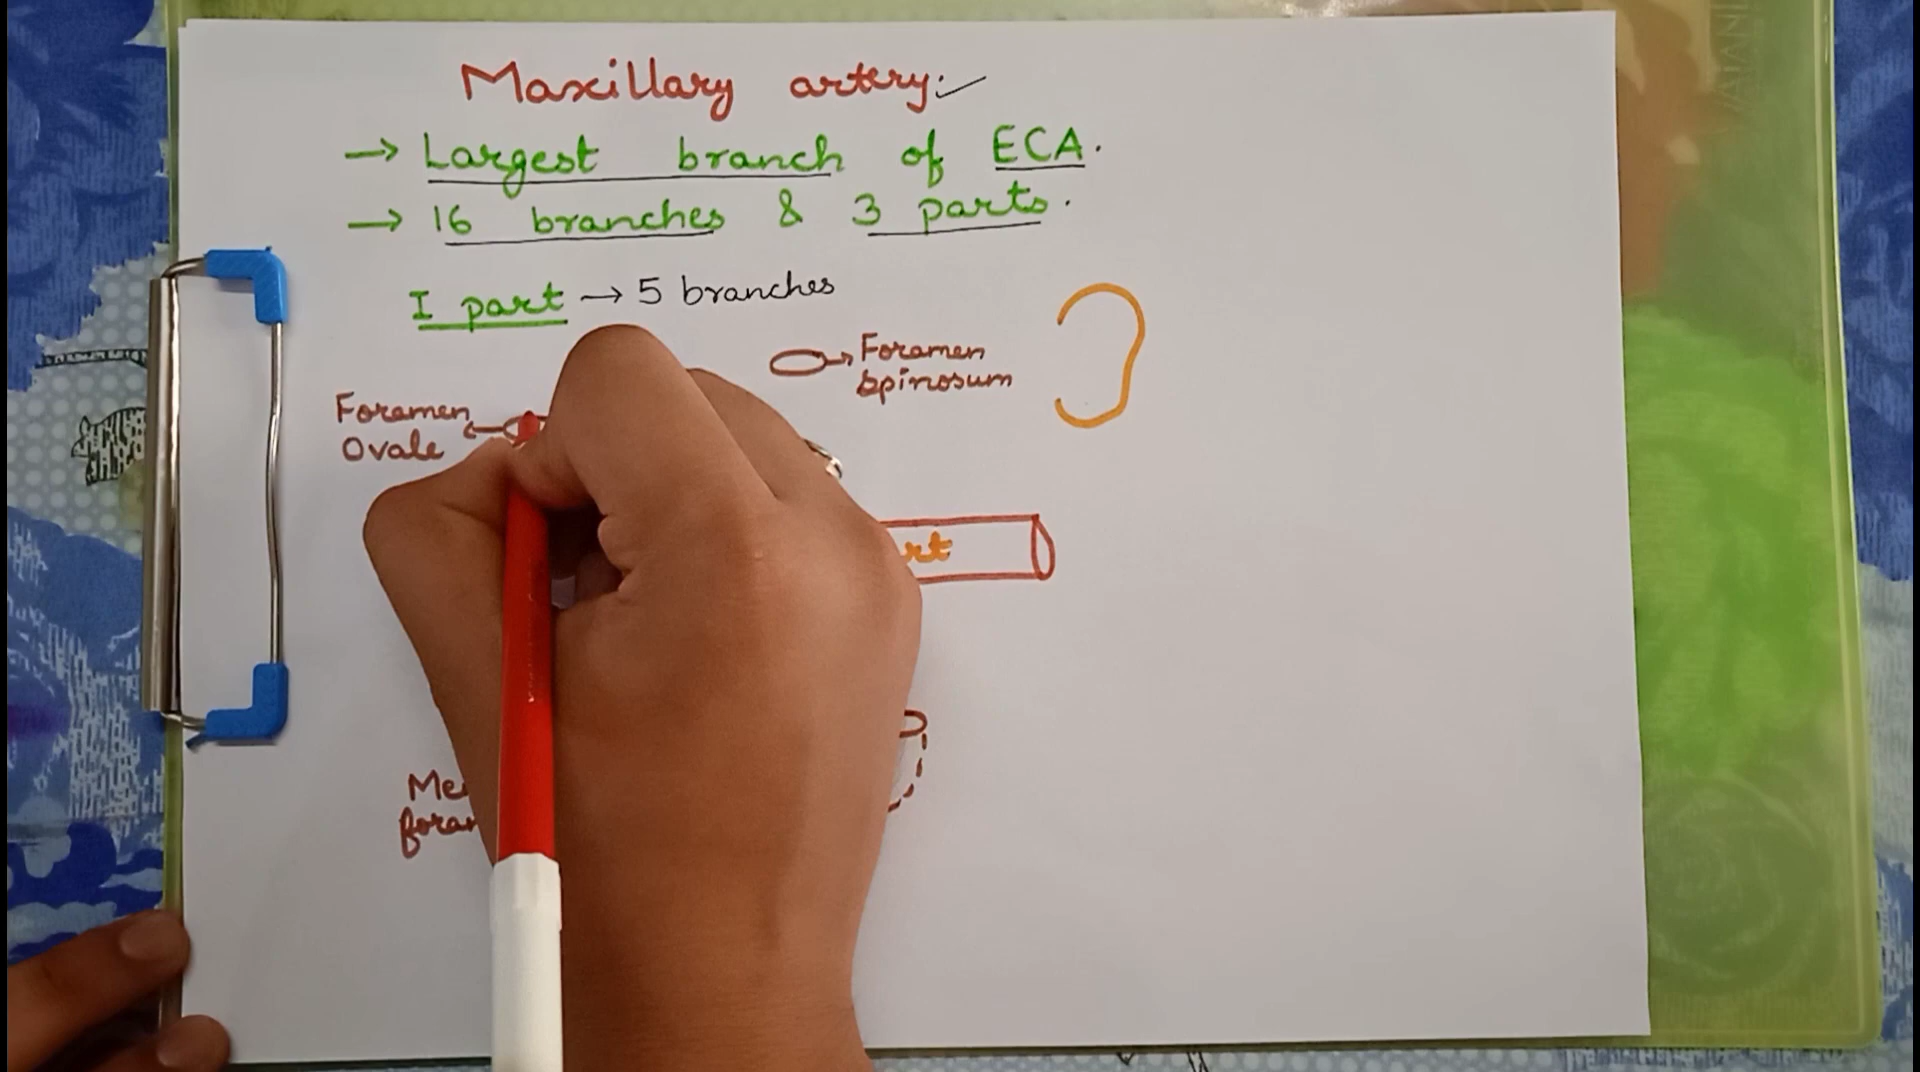 Maxillary artery.
→ Largest branch of ECA.
→ 16 branches & 3 parts.
I part → 5 branches
Foramen
Spinosum
Foramen
Ovale